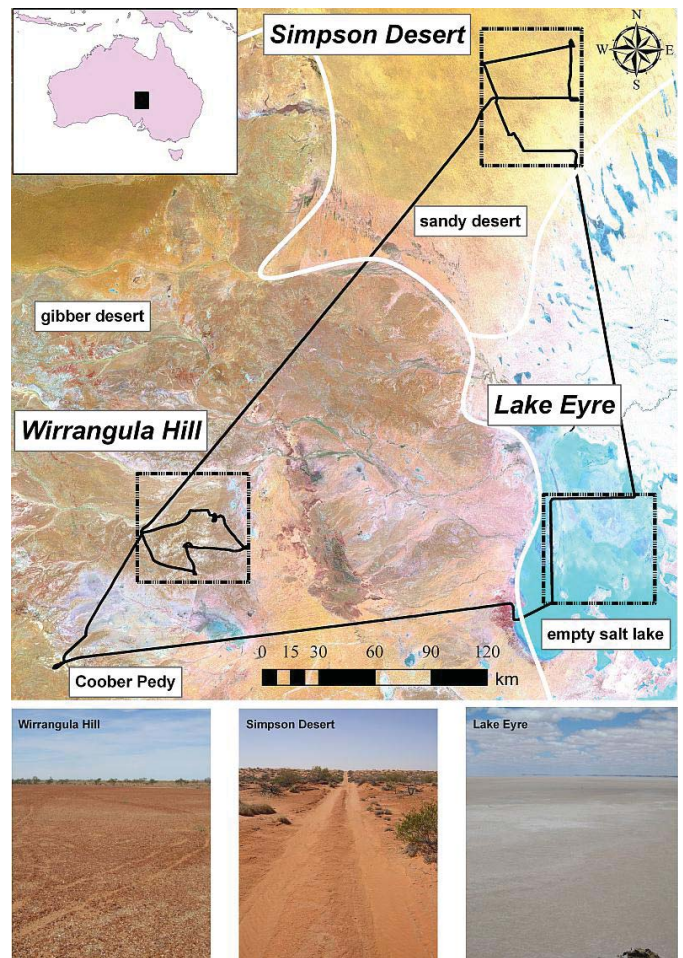 Simpson Desert
N
W E
S
sandy desert
gibber desert
Lake Eyre
Wirrangula Hill
empty salt lake
0 15 30 60 90 120
km
Coober Pedy
Wirrangula Hill
Simpson Desert
Lake Eyre